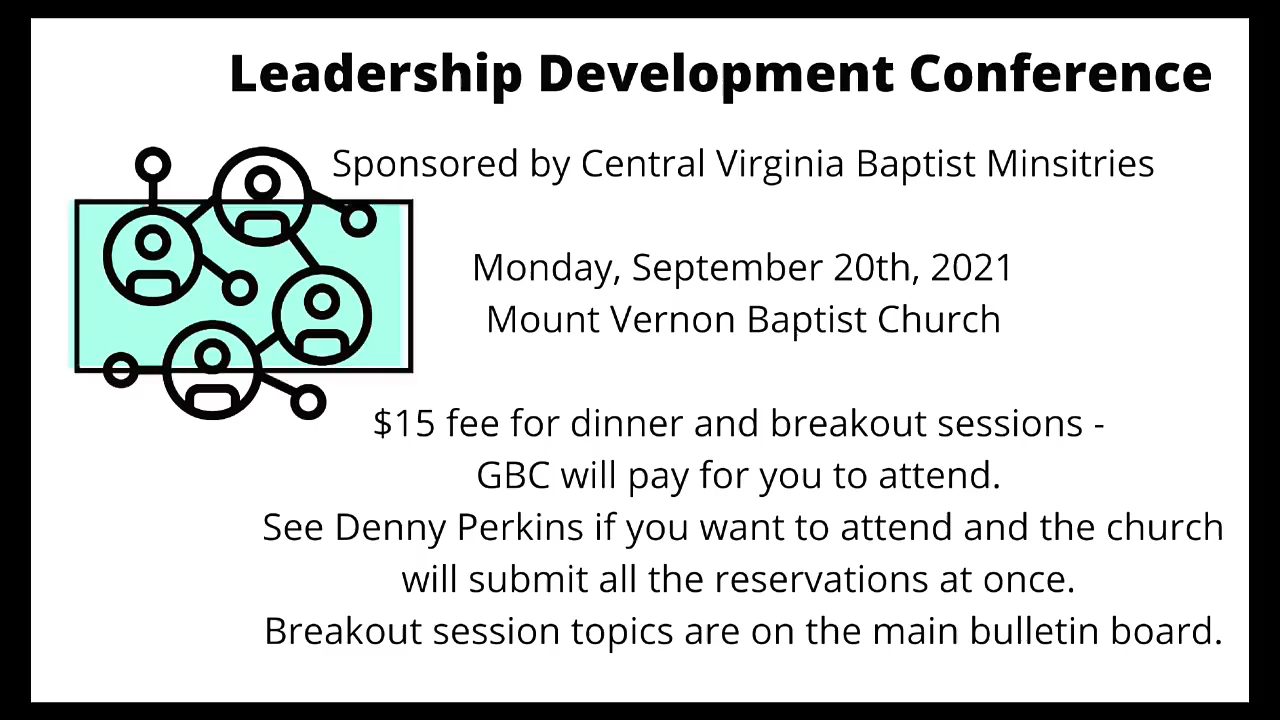 Leadership Development Conference
Sponsored by Central Virginia Baptist Minsitries
Monday, September 20th, 2021
Mount Vernon Baptist Church
$15 fee for dinner and breakout sessions -
GBC will pay for you to attend.
See Denny Perkins if you want to attend and the church
will submit all the reservations at once.
Breakout session topics are on the main bulletin board.